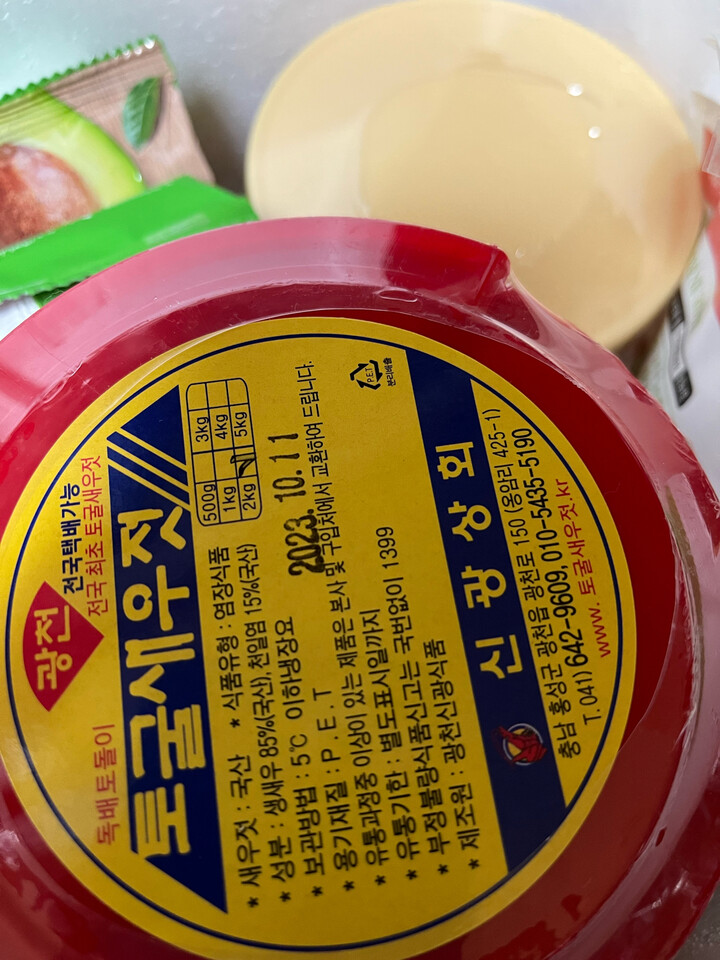 전국택배가능
전국 최초 토굴새우젓
광천
독배 토돌이
토굴새우젓
500g 3kg
1kg 4kg
2kg 5kg
* 새우젓 : 국산 * 식품유형 : 염장식품
* 성분 : 생새우 85%(국산), 천일염 15%(국산)
* 보관방법 : 5℃ 이하냉장요
* 용기재질 : P . E . T
2023. 10. 11
* 유통과정중 이상이 있는 제품은 본사 및 구입처에서 교환하여 드립니다.
* 유통기한 : 별도표시일까지
* 부정불량식품신고는 국번없이 1399
* 제조원 : 광천신광식품
P.E.T
분리배출
신광상회
충남 홍성군 광천읍 광천로 150 (용암리 425-1)
T. 041) 642-9609, 010-5435-5190
www. 토굴새우젓.kr